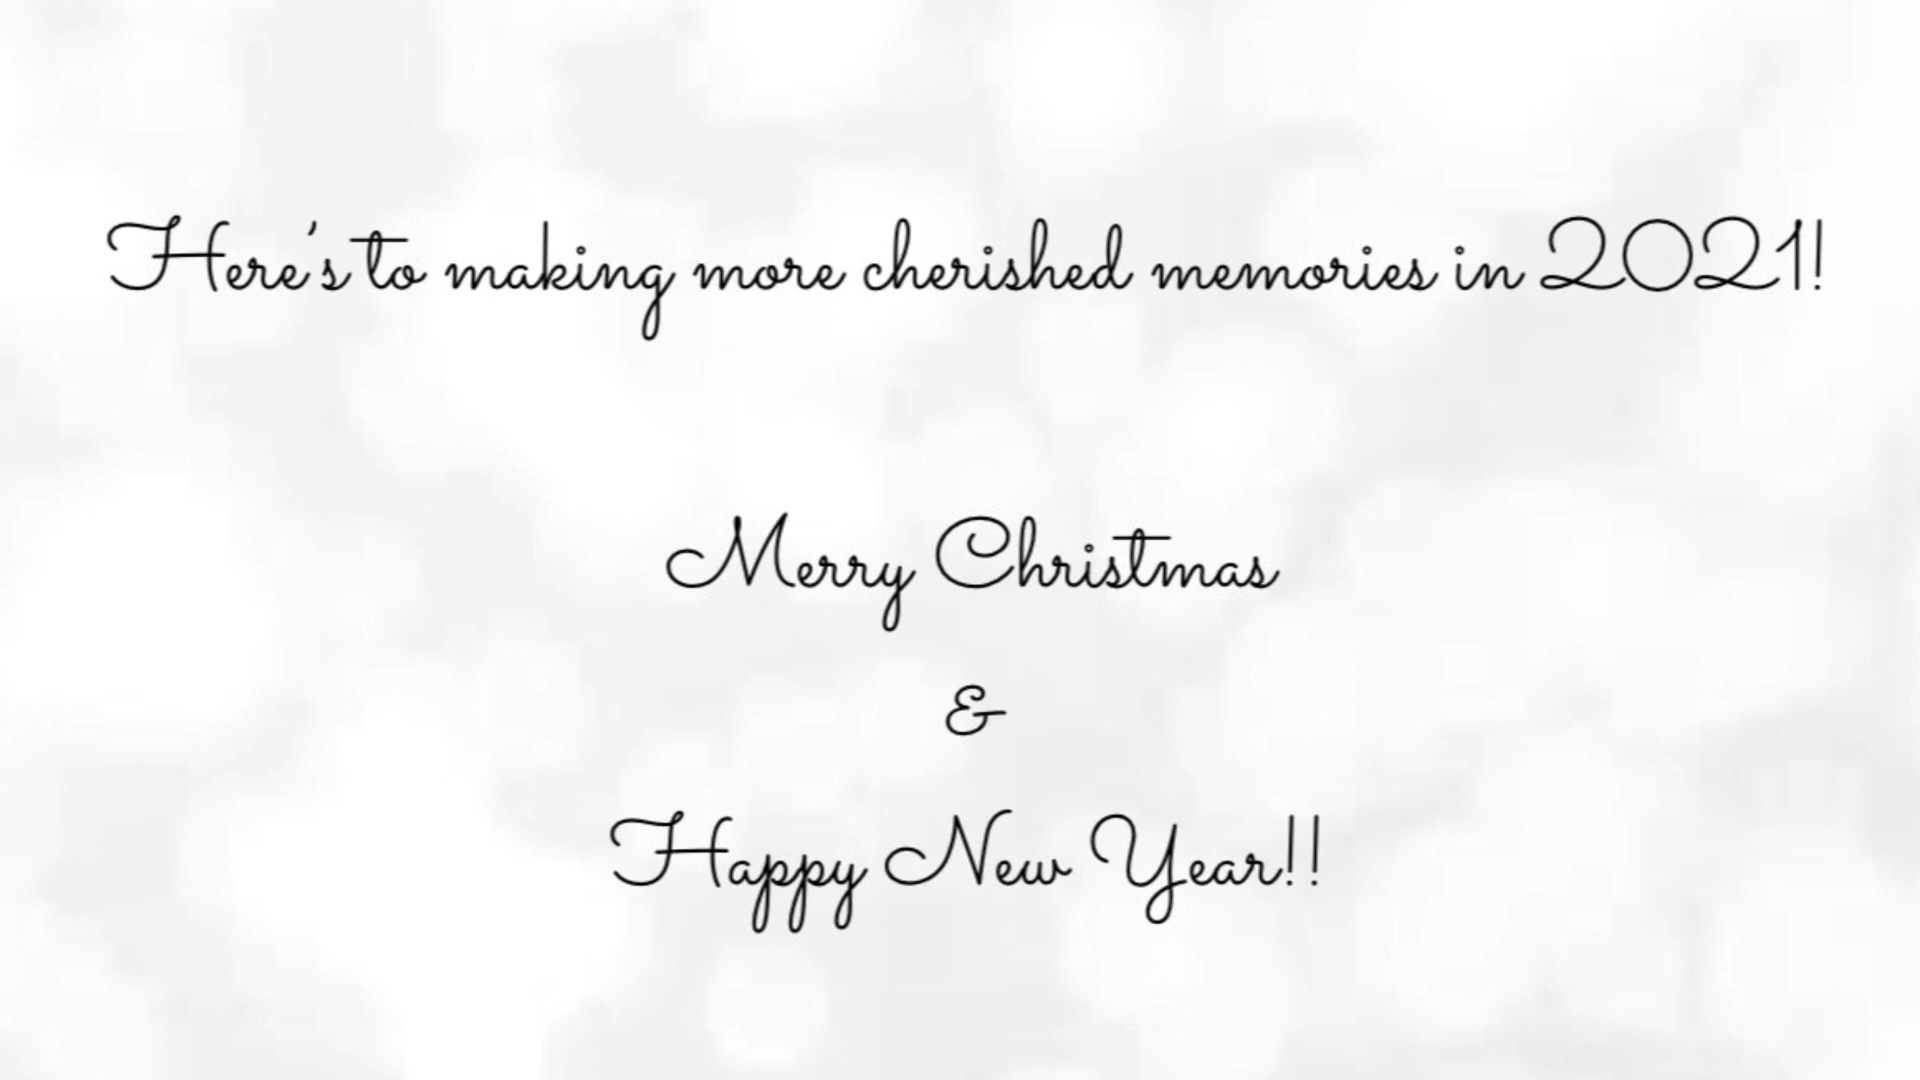 Here's to making more cherished memories in 2021!
Merry Christmas
&
Happy New Year!!